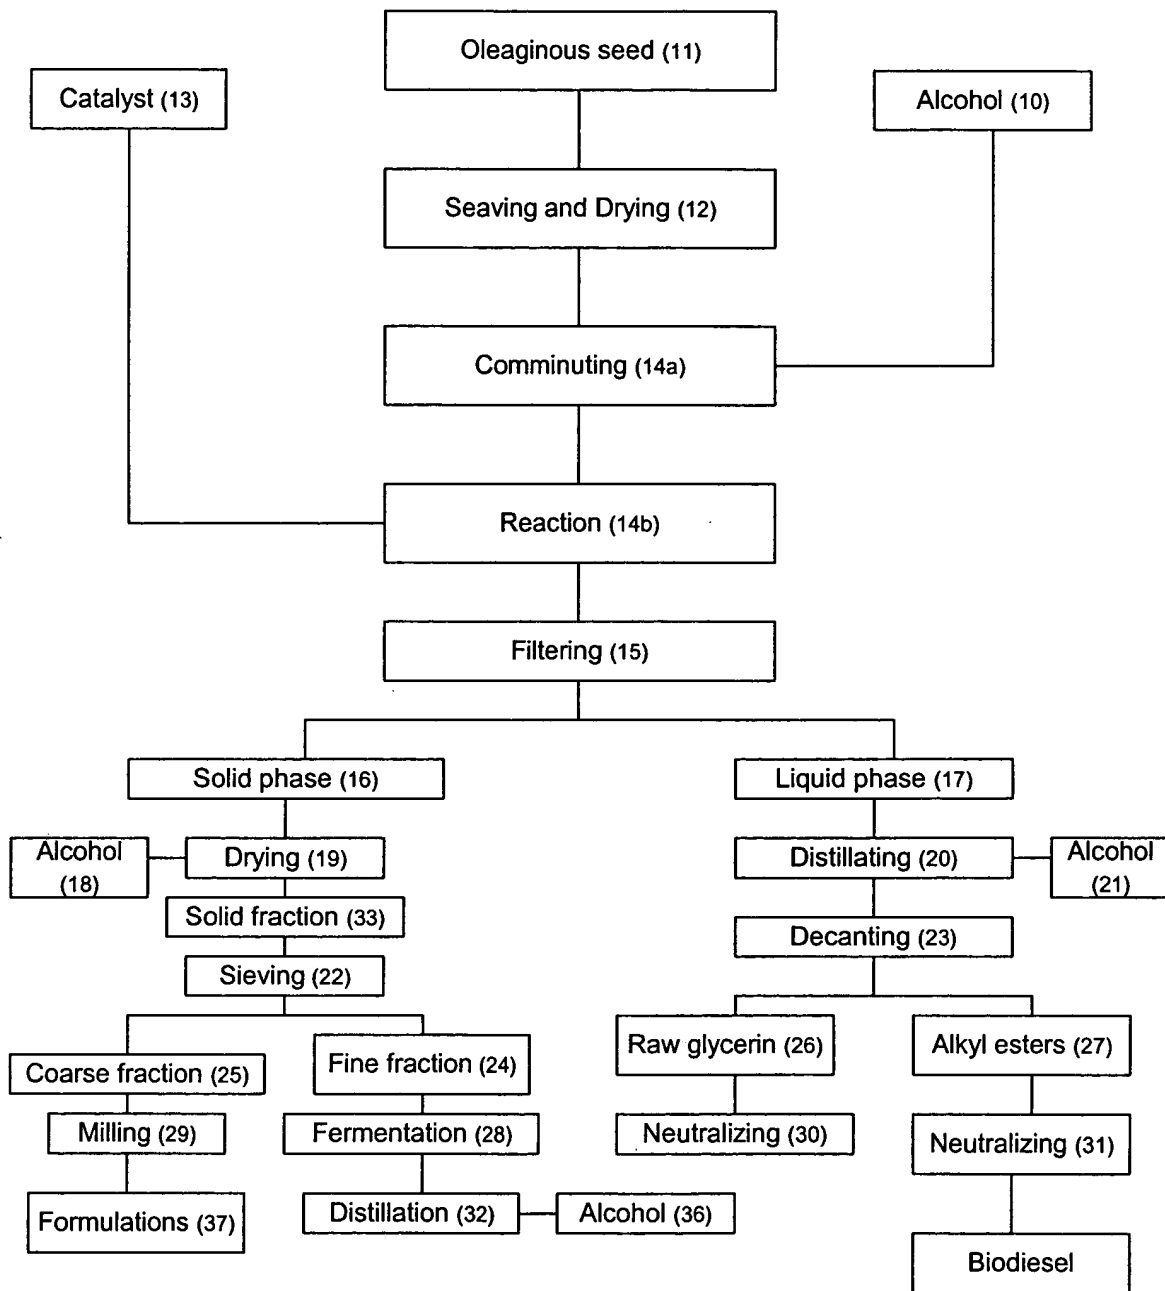 Oleaginous seed (11)
Catalyst (13)
Alcohol (10)
Seaving and Drying (12)
Comminuting (14a)
Reaction (14b)
Filtering (15)
Solid phase (16)
Liquid phase (17)
Alcohol
(18)
Drying (19)
Distillating (20)
Alcohol
(21)
Solid fraction (33)
Decanting (23)
Sieving (22)
Coarse fraction (25)
Fine fraction (24)
Raw glycerin (26)
Alkyl esters (27)
Milling (29)
Fermentation (28)
Neutralizing (30)
Neutralizing (31)
Formulations (37)
Distillation (32)
Alcohol (36)
Biodiesel